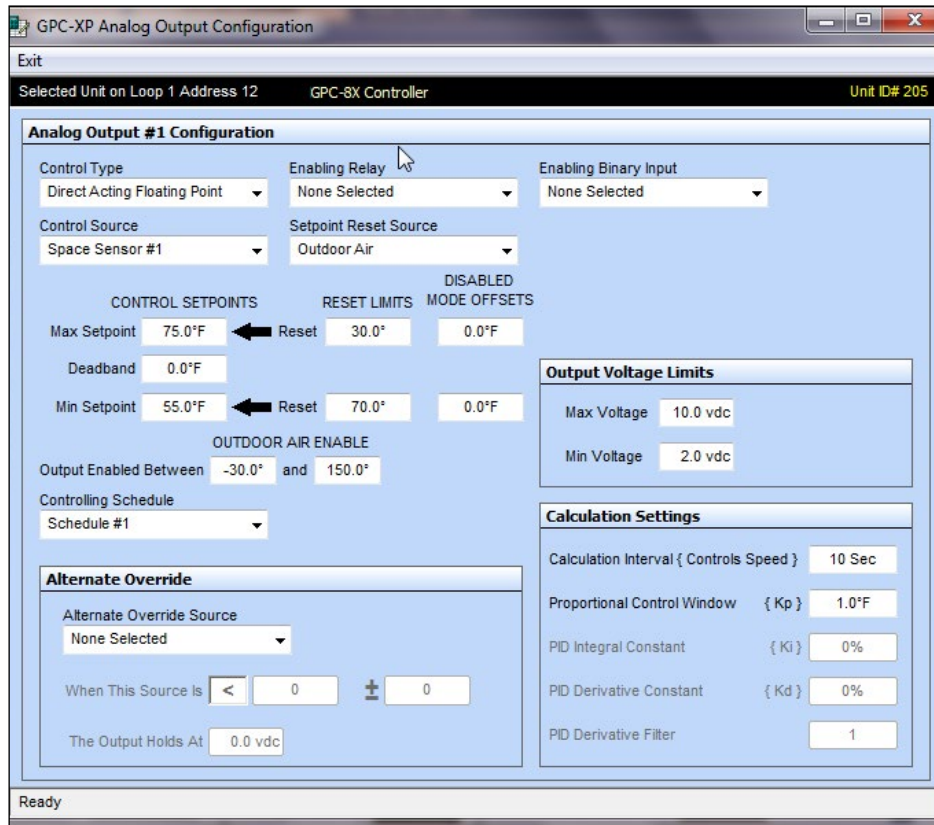 GPC-XP Analog Output Configuration
Exit
Selected Unit on Loop 1 Address 12 GPC-8X Controller Unit ID# 205
Analog Output #1 Configuration
Control Type Enabling Relay Enabling Binary Input
Direct Acting Floating Point None Selected None Selected
Control Source Setpoint Reset Source
Space Sensor #1 Outdoor Air
DISABLED
CONTROL SETPOINTS RESET LIMITS MODE OFFSETS
Max Setpoint 75.0°F Reset 30.0° 0.0°F
Deadband 0.0°F
Min Setpoint 55.0°F Reset 70.0° 0.0°F
OUTDOOR AIR ENABLE
Output Enabled Between -30.0° and 150.0°
Controlling Schedule
Schedule #1
Output Voltage Limits
Max Voltage 10.0 vdc
Min Voltage 2.0 vdc
Alternate Override
Alternate Override Source
None Selected
When This Source Is < 0 ± 0
The Output Holds At 0.0 vdc
Calculation Settings
Calculation Interval { Controls Speed } 10 Sec
Proportional Control Window { Kp } 1.0°F
PID Integral Constant { Ki } 0%
PID Derivative Constant { Kd } 0%
PID Derivative Filter 1
Ready